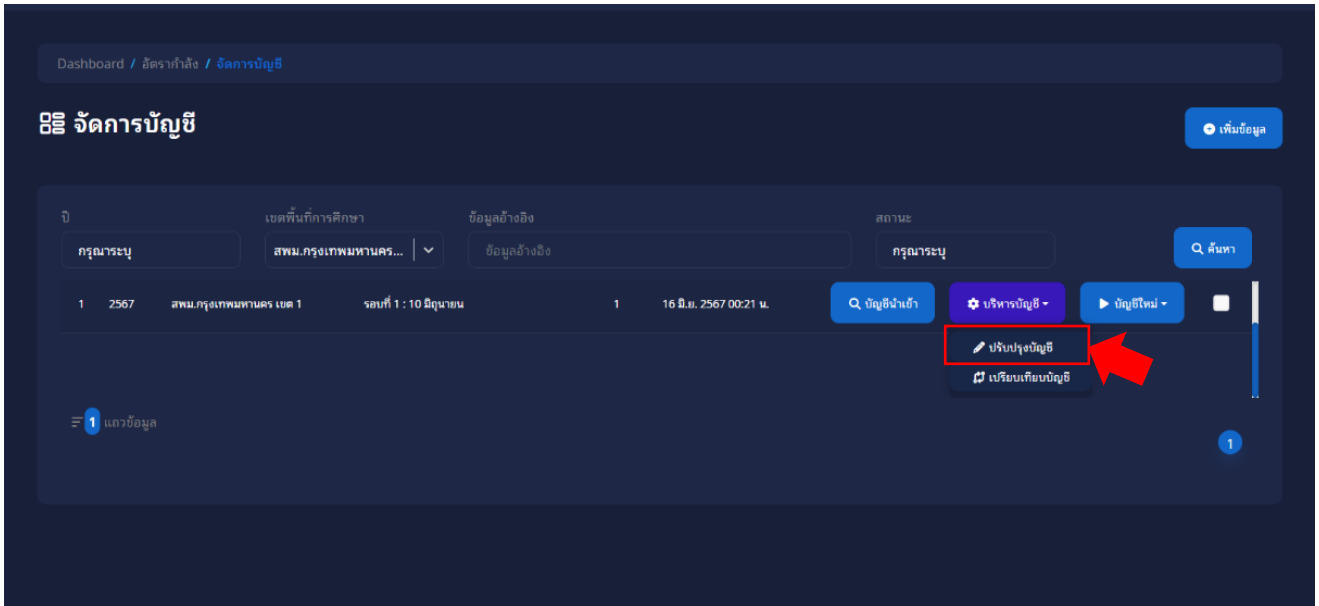 Dashboard / อัตรากำลัง / จัดการบัญชี
จัดการบัญชี
เพิ่มข้อมูล
ปี เขตพื้นที่การศึกษา ข้อมูลอ้างอิง สถานะ
กรุณาระบุ สพม.กรุงเทพมหานคร... ข้อมูลอ้างอิง กรุณาระบุ ค้นหา
1 2567 สพม.กรุงเทพมหานคร เขต 1 รอบที่ 1 : 10 มิถุนายน 1 16 มิ.ย. 2567 00:21 น. บัญชีนำเข้า บริหารบัญชี บัญชีใหม่
ปรับปรุงบัญชี
เปรียบเทียบบัญชี
1 แถวข้อมูล
1